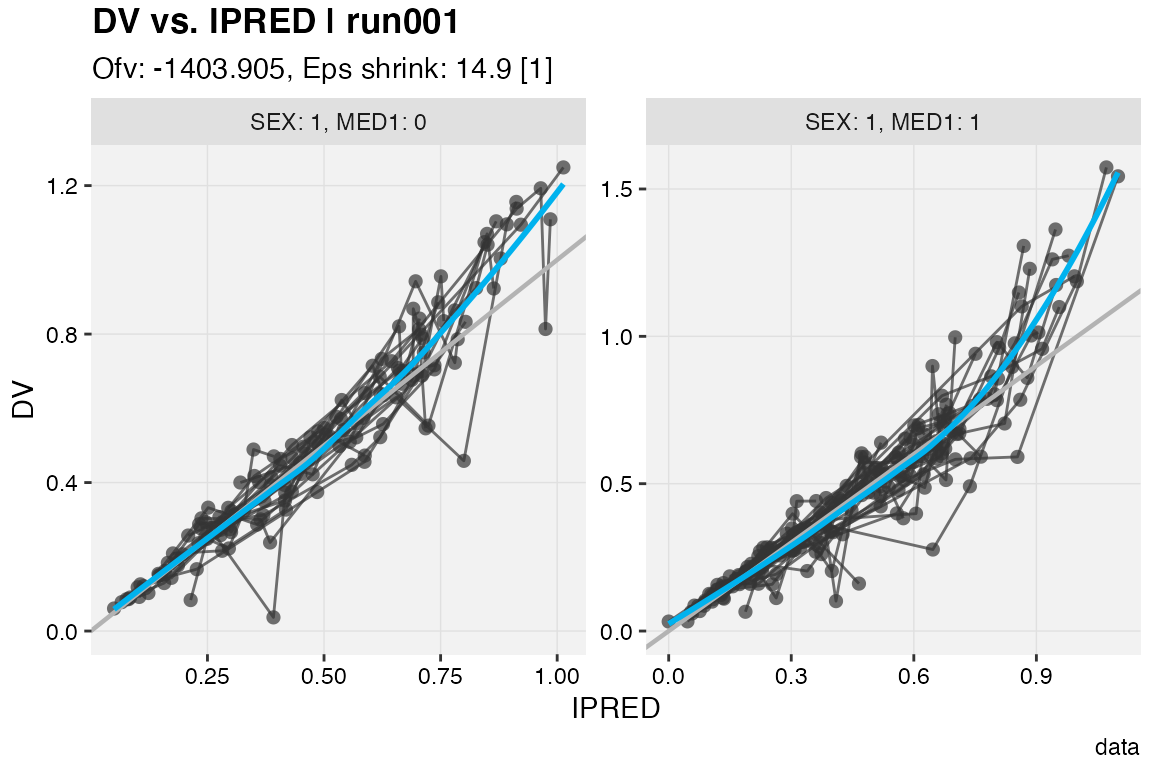 DV vs. IPRED | run001
Ofv: -1403.905, Eps shrink: 14.9 [1]
SEX: 1, MED1: 0
SEX: 1, MED1: 1
DV
1.2
0.8
0.4
0.0
1.5
1.0
0.5
0.0
0.25 0.50 0.75 1.00
0.0 0.3 0.6 0.9
IPRED
data